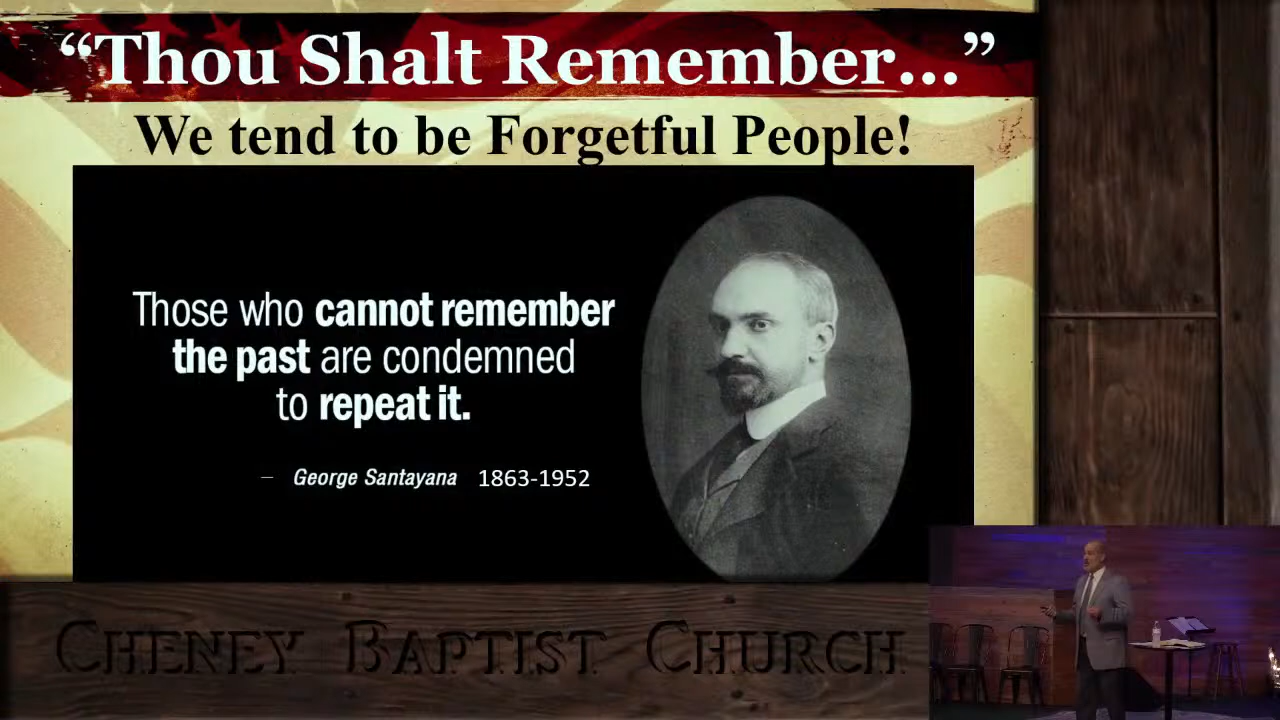 “Thou Shalt Remember...”
We tend to be Forgetful People!
Those who cannot remember
the past are condemned
to repeat it.
– George Santayana 1863-1952
Cheney Baptist Church